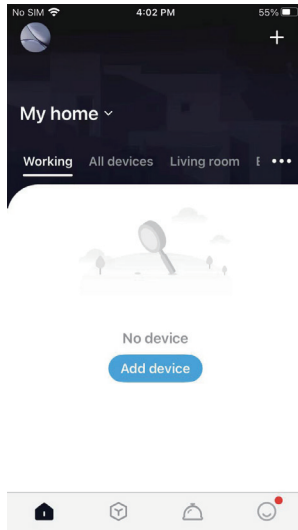 No SIM 4:02 PM 55%
My home
Working All devices Living room
No device
Add device